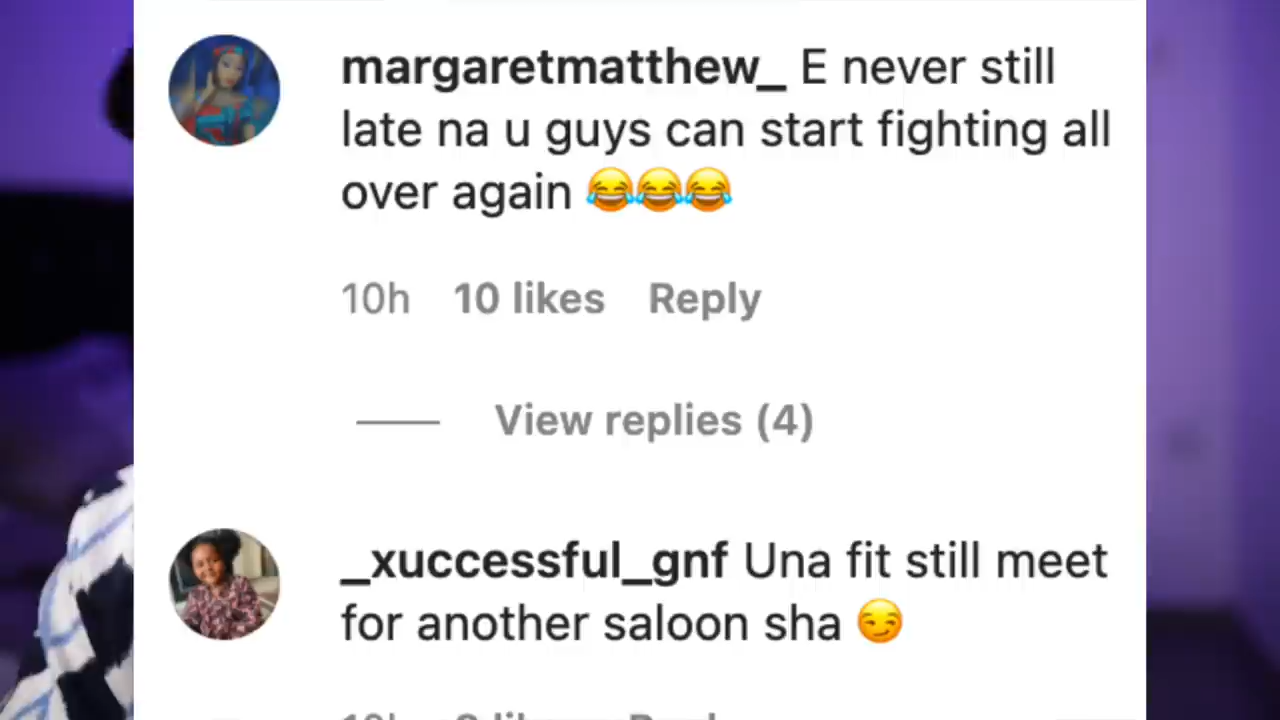 margaretmatthew_ E never still
late na u guys can start fighting all
over again 😂😂😂
10h 10 likes Reply
View replies (4)
_xuccessful_gnf Una fit still meet
for another saloon sha 😏